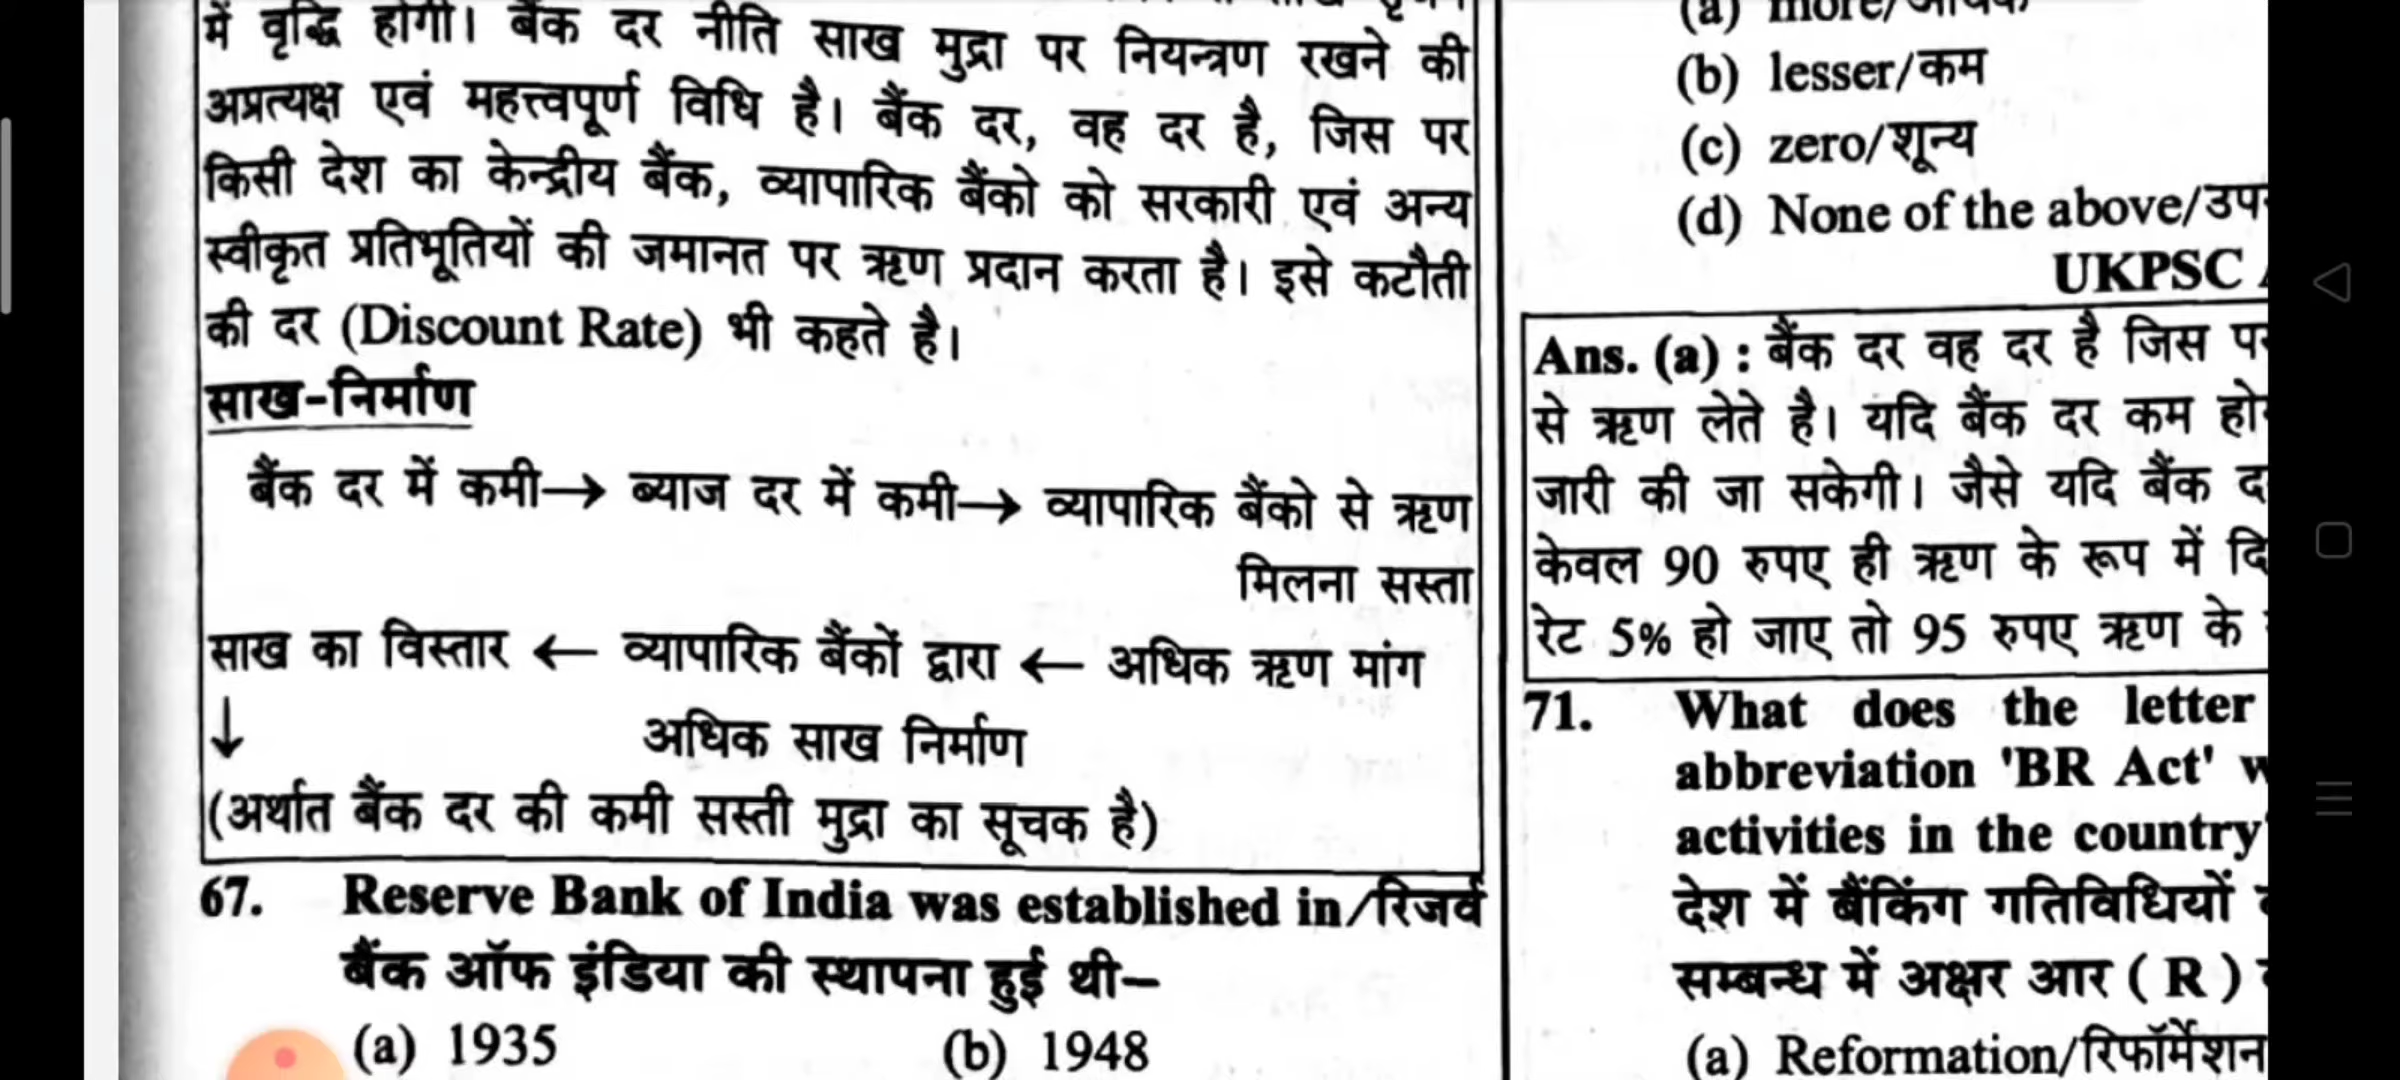 में वृद्धि होगी। बैंक दर नीति साख मुद्रा पर नियन्त्रण रखने की
अप्रत्यक्ष एवं महत्त्वपूर्ण विधि है। बैंक दर, वह दर है, जिस पर
किसी देश का केन्द्रीय बैंक, व्यापारिक बैंको को सरकारी एवं अन्य
स्वीकृत प्रतिभूतियों की जमानत पर ऋण प्रदान करता है। इसे कटौती
की दर (Discount Rate) भी कहते है।
साख-निर्माण
बैंक दर में कमी→ ब्याज दर में कमी→ व्यापारिक बैंको से ऋण
मिलना सस्ता
साख का विस्तार ← व्यापारिक बैंकों द्वारा ← अधिक ऋण मांग
↓ अधिक साख निर्माण
(अर्थात बैंक दर की कमी सस्ती मुद्रा का सूचक है)
67. Reserve Bank of India was established in/रिजर्व
बैंक ऑफ इंडिया की स्थापना हुई थी–
(a) 1935 (b) 1948
(a) more/अधिक
(b) lesser/कम
(c) zero/शून्य
(d) None of the above/
UKPSC
Ans. (a) : बैंक दर वह दर है जिस
से ऋण लेते है। यदि बैंक दर कम
जारी की जा सकेगी। जैसे यदि बैंक
केवल 90 रुपए ही ऋण के रूप में
रेट 5% हो जाए तो 95 रुपए ऋण के
71. What does the letter
abbreviation 'BR Act'
activities in the country
देश में बैंकिंग गतिविधियों
सम्बन्ध में अक्षर आर ( R )
(a) Reformation/रिफॉर्मेशन